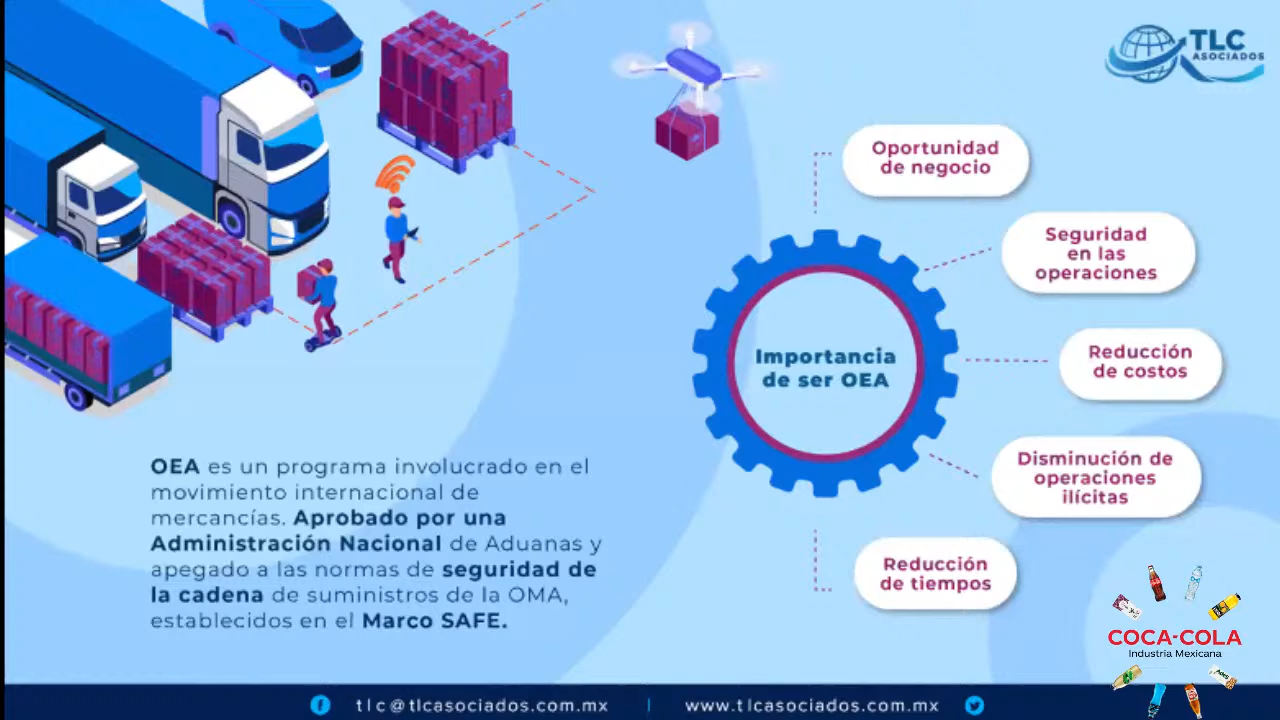 TLC
ASOCIADOS
Oportunidad
de negocio
Seguridad
en las
operaciones
Importancia
de ser OEA
Reducción
de costos
Disminución de
operaciones
ilícitas
Reducción
de tiempos
OEA es un programa involucrado en el
movimiento internacional de
mercancías. Aprobado por una
Administración Nacional de Aduanas y
apegado a las normas de seguridad de
la cadena de suministros de la OMA,
establecidos en el Marco SAFE.
COCA-COLA
Industria Mexicana
tlc@tlcasociados.com.mx | www.tlcasociados.com.mx